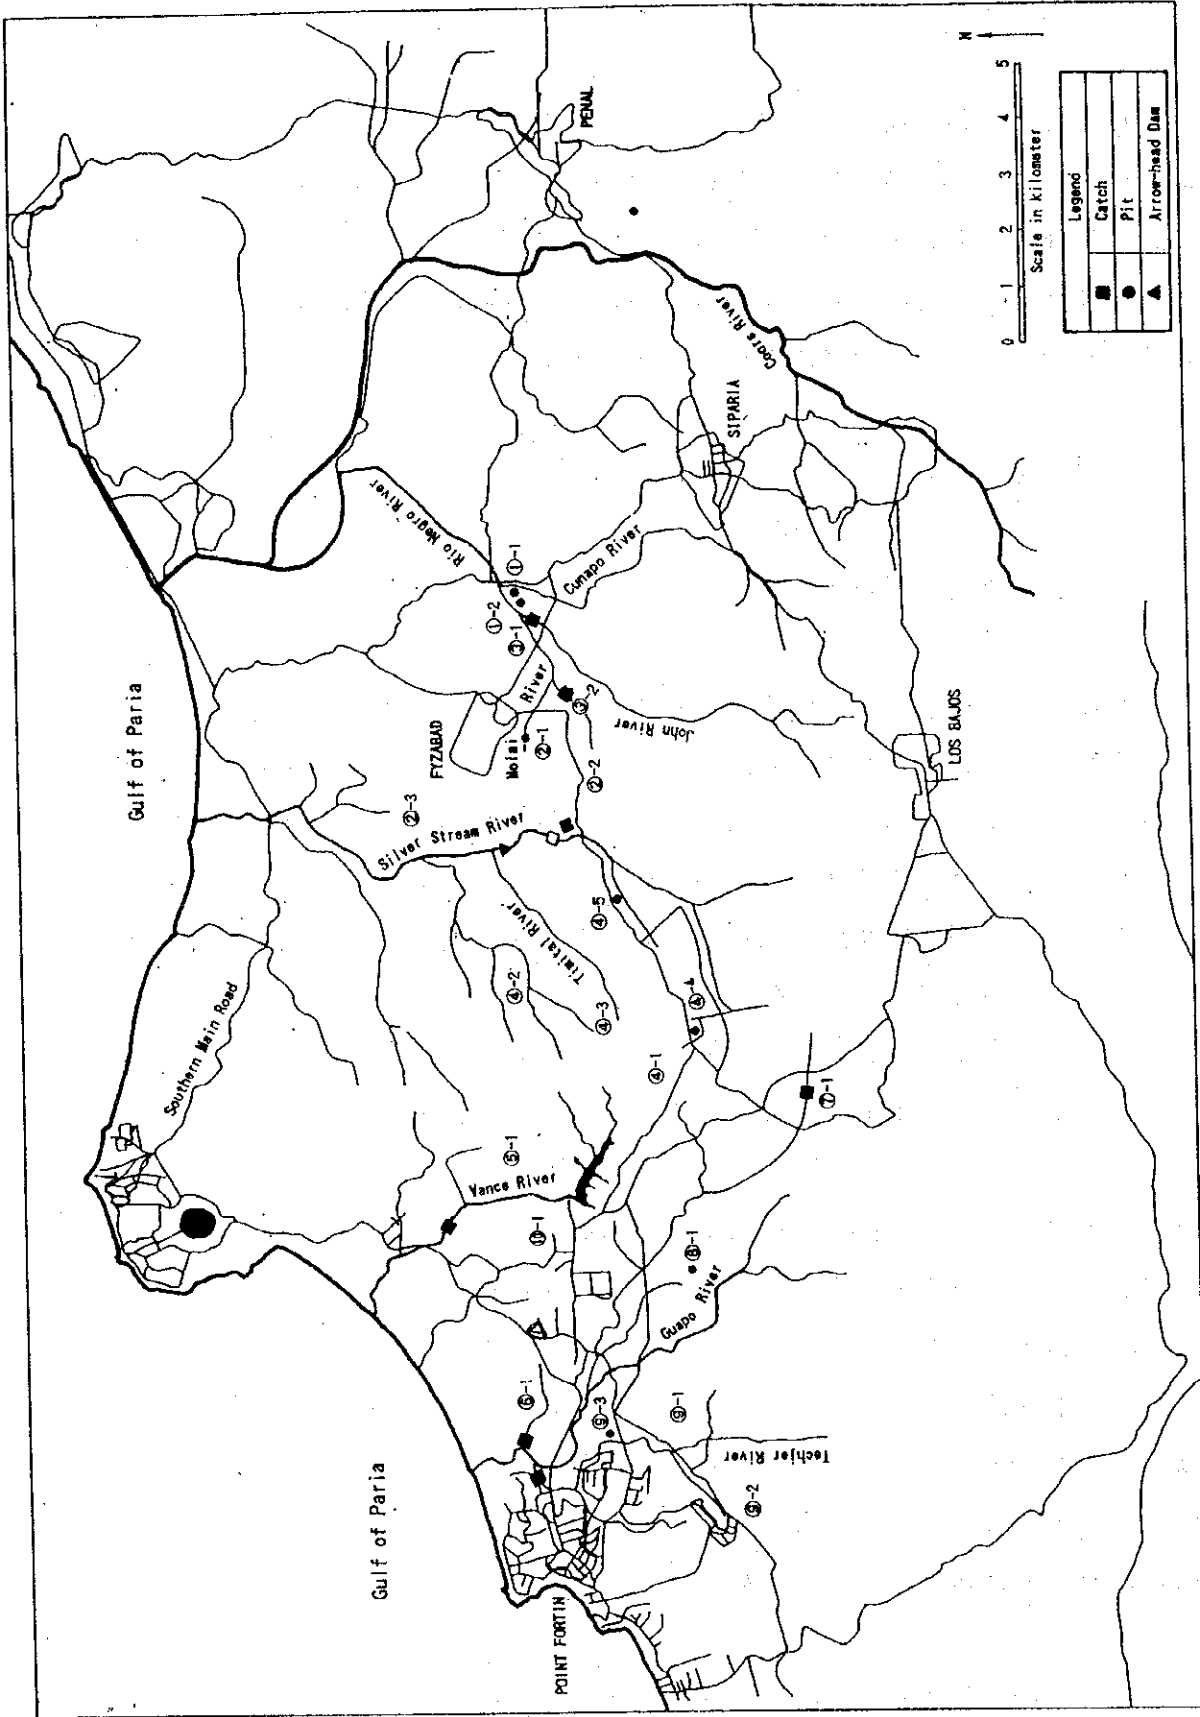 Gulf of Paria
Gulf of Paria
Southern Main Road
POINT FORTIN
FYZABAD
PENAL
SIPARIA
LOS BAJOS
Rio Negro River
Cunapo River
Coora River
John River
Molai River
Silver Stream River
Timital River
Vance River
Guapo River
Techier River
①-1
①-2
③-1
③-2
②-1
②-2
②-3
④-5
④-2
④-3
④-4
④-1
⑤-1
⑦-1
⑩-1
⑧-1
⑥-1
⑨-3
⑨-1
⑨-2
N
0 1 2 3 4 5
Scale in kilometer
Legend
■ Catch
● Pit
▲ Arrow-head Dam